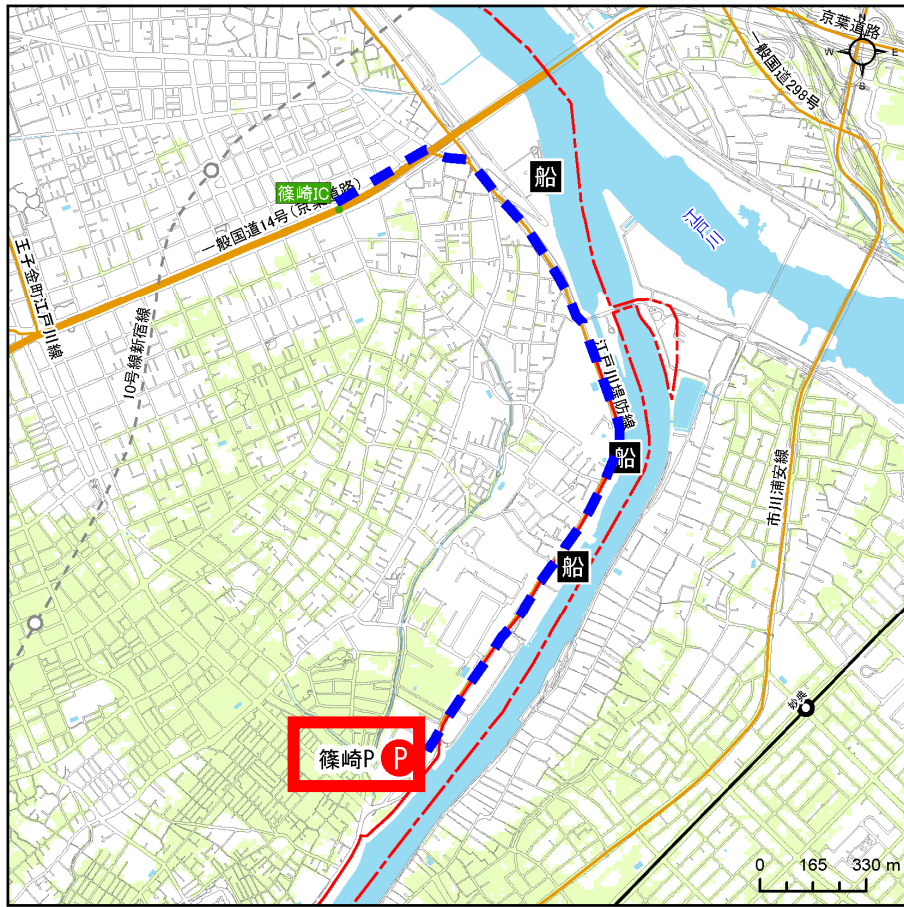 京葉道路
一般国道298号
N
W
E
S
船
篠崎IC
一般国道14号(京葉道路)
江戸川
王子金町江戸川線
10号線新宿線
江戸川堤防線
船
市川浦安線
船
妙典
篠崎P P
0 165 330 m